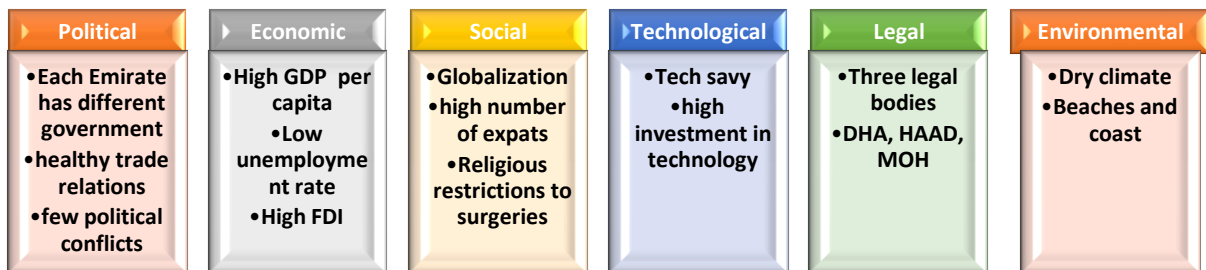 Political
•Each Emirate
has different
government
•healthy trade
relations
•few political
conflicts
Economic
•High GDP per
capita
•Low
unemployme
nt rate
•High FDI
Social
•Globalization
•high number
of expats
•Religious
restrictions to
surgeries
Technological
•Tech savy
•high
investment in
technology
Legal
•Three legal
bodies
•DHA, HAAD,
MOH
Environmental
•Dry climate
•Beaches and
coast